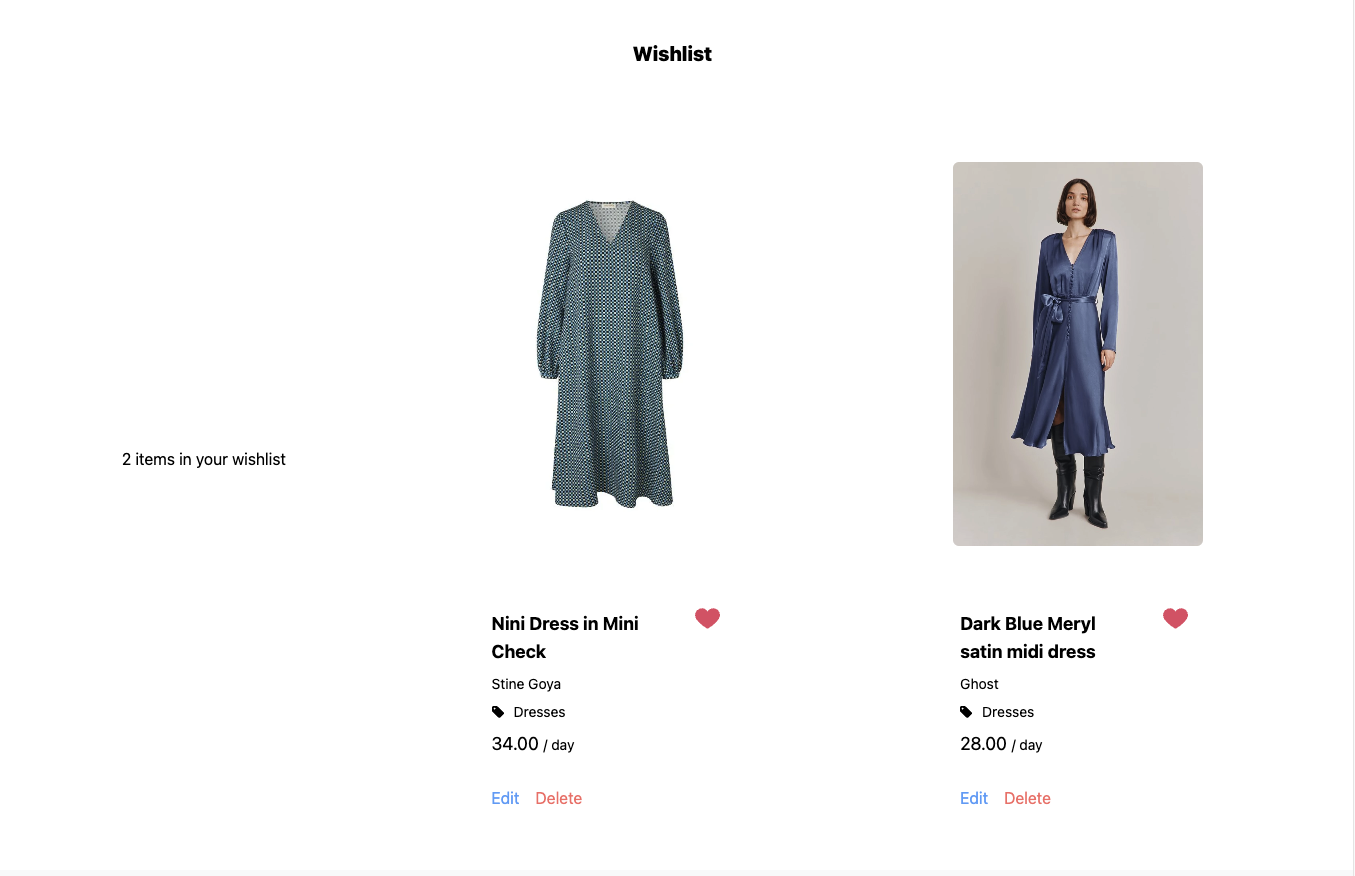 Wishlist
2 items in your wishlist
Nini Dress in Mini
Check
Stine Goya
Dresses
34.00 / day
Edit Delete
Dark Blue Meryl
satin midi dress
Ghost
Dresses
28.00 / day
Edit Delete